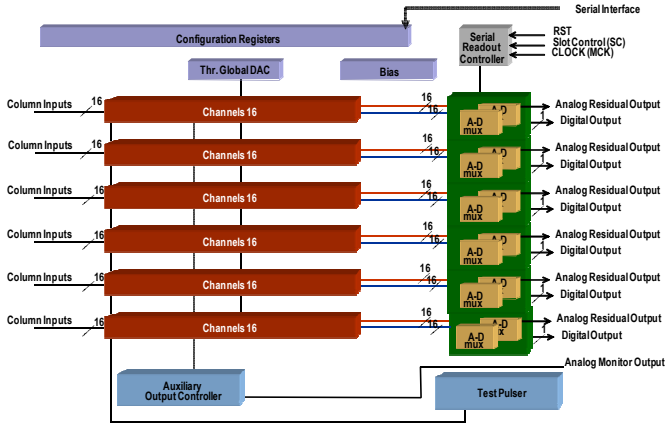 Serial Interface
Configuration Registers
Serial
Readout
Controller
RST
Slot Control (SC)
CLOCK (MCK)
Thr. Global DAC
Bias
Column Inputs
16
Channels 16
16
16
A-D
A-D
mux
Analog Residual Output
1
Digital Output
Column Inputs
16
Channels 16
16
16
A-D
A-D
mux
Analog Residual Output
1
Digital Output
Column Inputs
16
Channels 16
16
16
A-D
A-D
mux
Analog Residual Output
1
Digital Output
Column Inputs
16
Channels 16
16
16
A-D
A-D
mux
Analog Residual Output
1
Digital Output
Column Inputs
16
Channels 16
16
16
A-D
A-D
mux
Analog Residual Output
1
Digital Output
Column Inputs
16
Channels 16
16
16
A-D
A-D
mux
Analog Residual Output
1
Digital Output
Analog Monitor Output
Auxiliary
Output Controller
Test Pulser